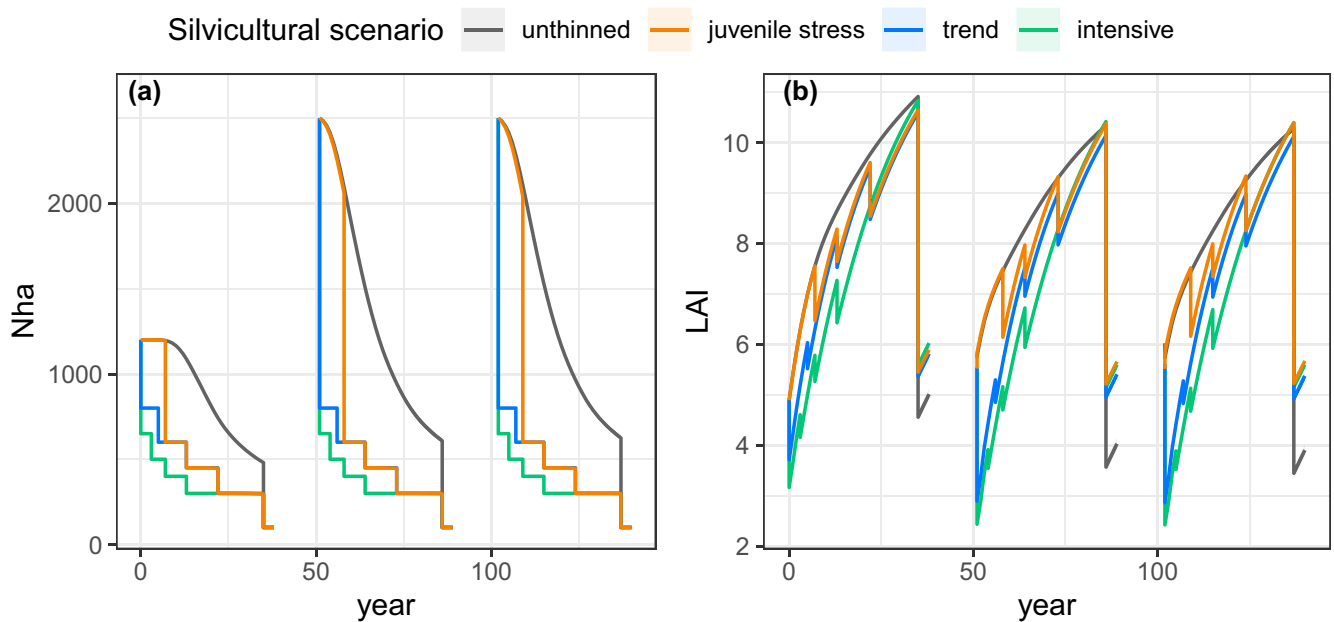 Silvicultural scenario unthinned juvenile stress trend intensive
(a)
Nha
2000
1000
0
0 50 100
year
(b)
LAI
10
8
6
4
2
0 50 100
year